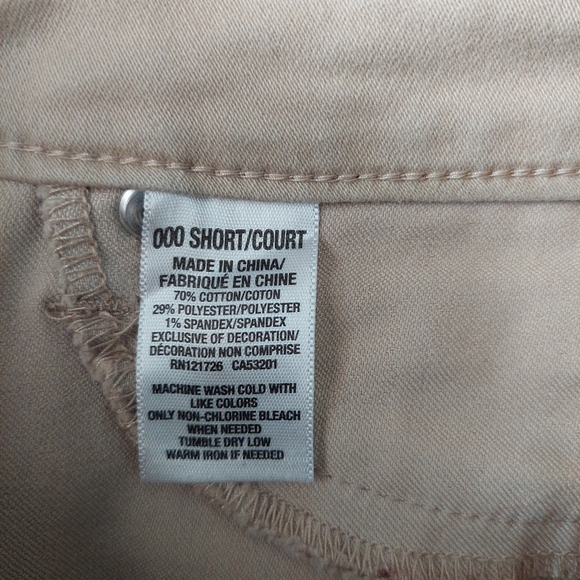 000 SHORT/COURT
MADE IN CHINA/
FABRIQUÉ EN CHINE
70% COTTON/COTON
29% POLYESTER/POLYESTER
1% SPANDEX/SPANDEX
EXCLUSIVE OF DECORATION/
DÉCORATION NON COMPRISE
RN121726 CA53201
MACHINE WASH COLD WITH
LIKE COLORS
ONLY NON-CHLORINE BLEACH
WHEN NEEDED
TUMBLE DRY LOW
WARM IRON IF NEEDED